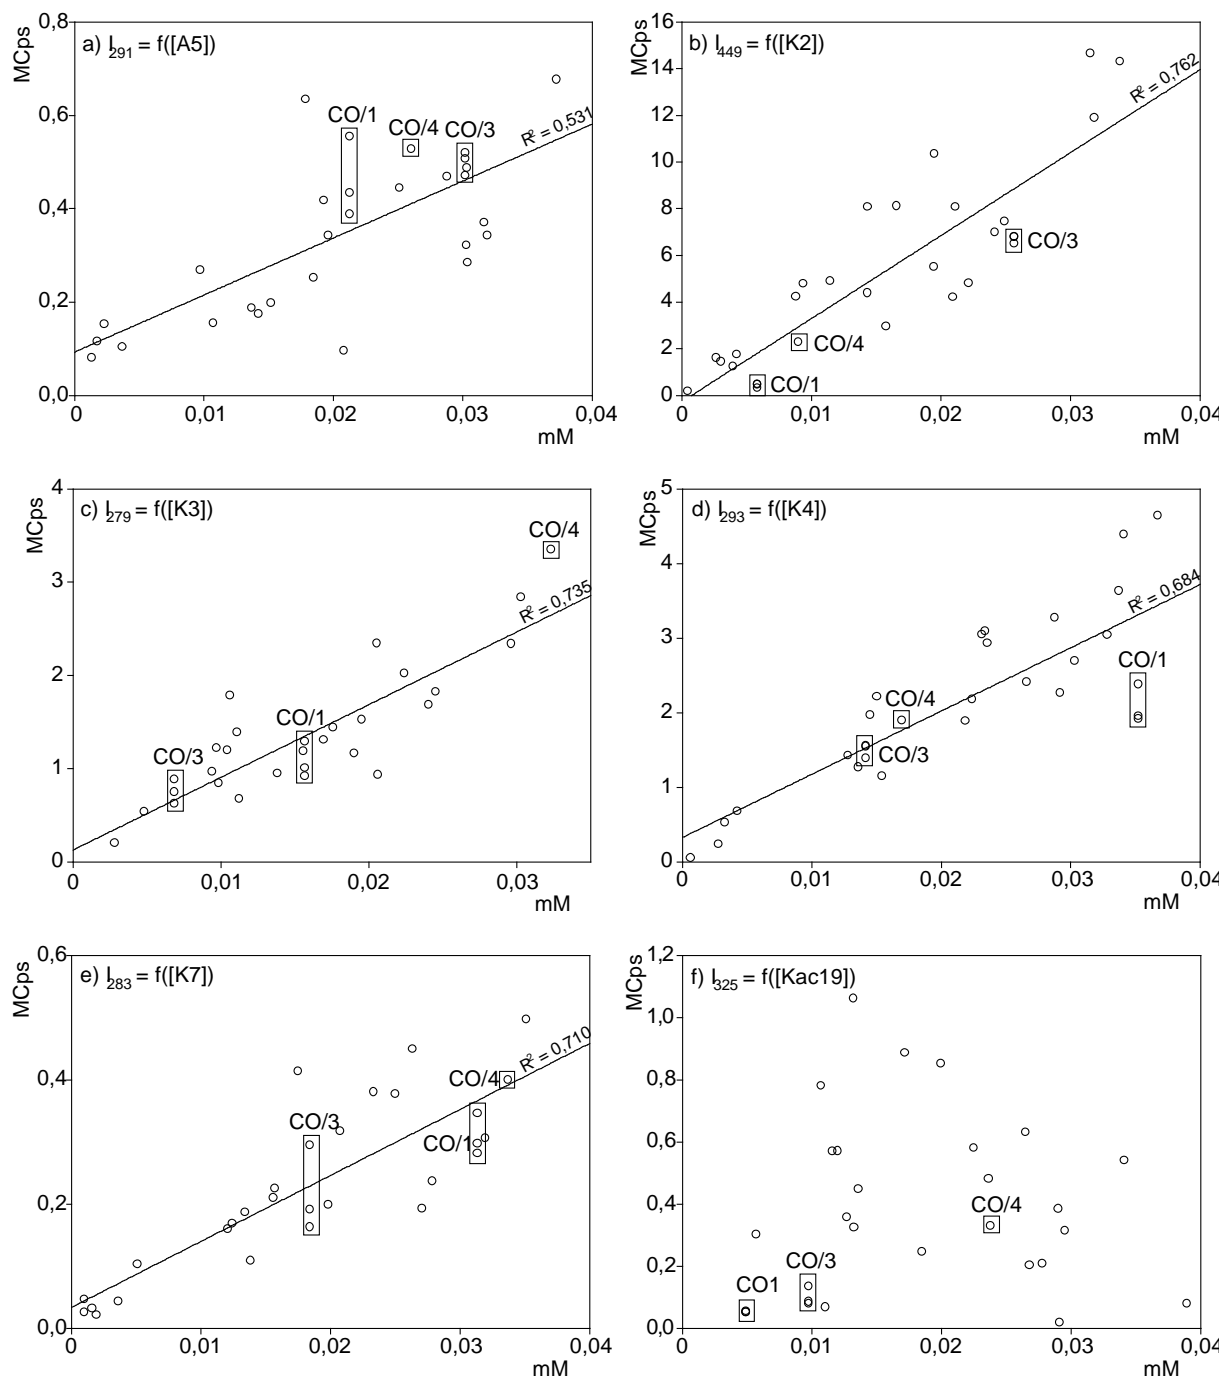 a) I291 = f([A5])
MCps
0,8
0,6
0,4
0,2
0,0
CO/1
CO/4
CO/3
R² = 0,531
0
0,01
0,02
0,03
0,04
mM
b) I449 = f([K2])
MCps
16
14
12
10
8
6
4
2
0
R² = 0,762
CO/3
CO/4
CO/1
0
0,01
0,02
0,03
0,04
mM
c) I279 = f([K3])
MCps
4
3
2
1
0
CO/4
R² = 0,735
CO/1
CO/3
0
0,01
0,02
0,03
mM
d) I293 = f([K4])
MCps
5
4
3
2
1
0
R² = 0,684
CO/1
CO/4
CO/3
0
0,01
0,02
0,03
0,04
mM
e) I283 = f([K7])
MCps
0,6
0,4
0,2
0,0
R² = 0,710
CO/4
CO/3
CO/1
0
0,01
0,02
0,03
0,04
mM
f) I325 = f([Kac19])
MCps
1,2
1,0
0,8
0,6
0,4
0,2
0,0
CO/4
CO/3
CO1
0
0,01
0,02
0,03
0,04
mM